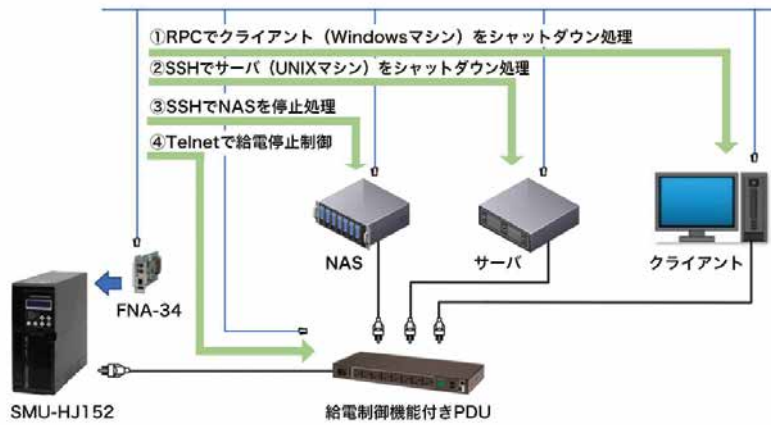 ①RPCでクライアント（Windowsマシン）をシャットダウン処理
②SSHでサーバ（UNIXマシン）をシャットダウン処理
③SSHでNASを停止処理
④Telnetで給電停止制御
NAS
サーバ
クライアント
FNA-34
SMU-HJ152
給電制御機能付きPDU